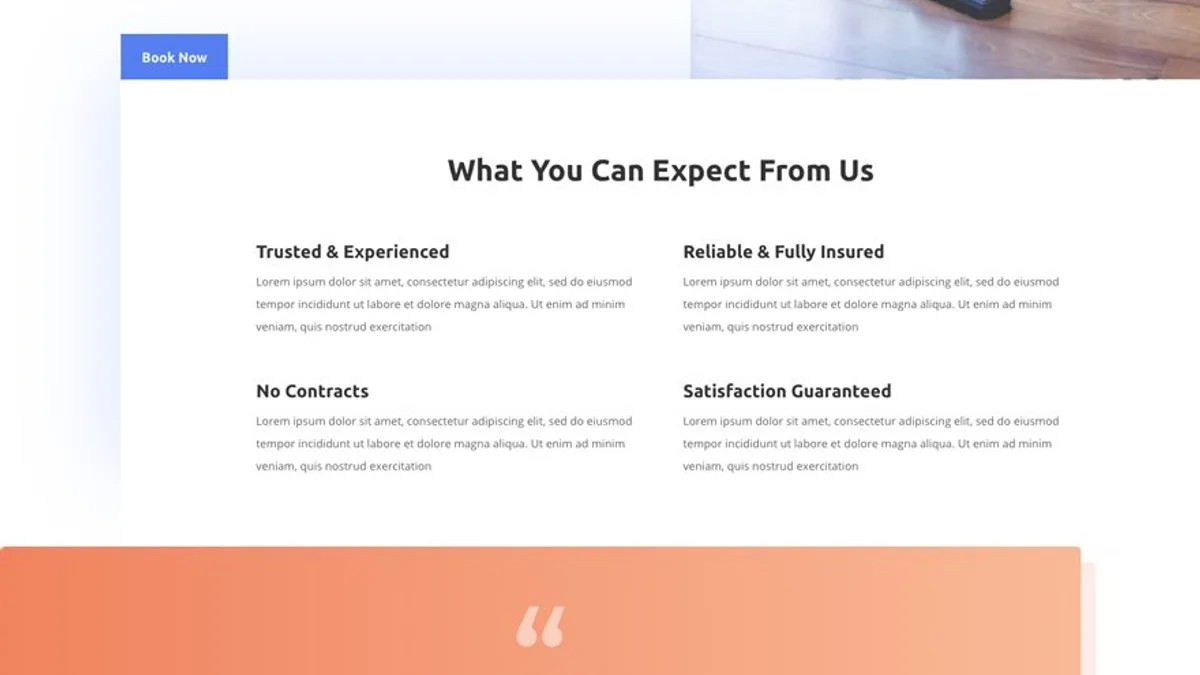 Book Now
What You Can Expect From Us
Trusted & Experienced
Lorem ipsum dolor sit amet, consectetur adipiscing elit, sed do eiusmod
tempor incididunt ut labore et dolore magna aliqua. Ut enim ad minim
veniam, quis nostrud exercitation
Reliable & Fully Insured
Lorem ipsum dolor sit amet, consectetur adipiscing elit, sed do eiusmod
tempor incididunt ut labore et dolore magna aliqua. Ut enim ad minim
veniam, quis nostrud exercitation
No Contracts
Lorem ipsum dolor sit amet, consectetur adipiscing elit, sed do eiusmod
tempor incididunt ut labore et dolore magna aliqua. Ut enim ad minim
veniam, quis nostrud exercitation
Satisfaction Guaranteed
Lorem ipsum dolor sit amet, consectetur adipiscing elit, sed do eiusmod
tempor incididunt ut labore et dolore magna aliqua. Ut enim ad minim
veniam, quis nostrud exercitation
“